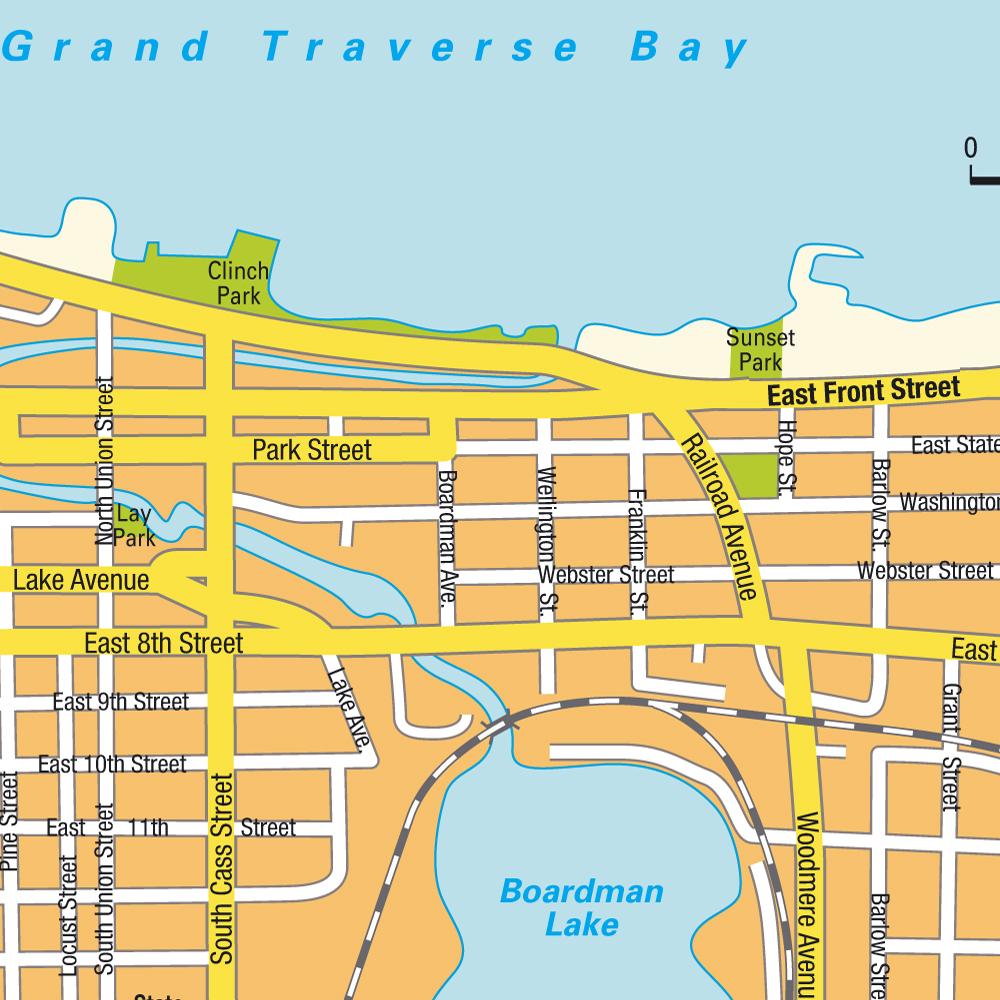 Grand Traverse Bay
0
Clinch
Park
Sunset
Park
East Front Street
North Union Street
Park Street
Railroad Avenue
Hope St.
East State
Boardman Ave.
Wellington St.
Franklin St.
Barlow St.
Washington
Lay
Park
Lake Avenue
Webster Street
Webster Street
East 8th Street
East
Lake Ave.
East 9th Street
Grant Street
East 10th Street
Pine Street
East 11th Street
South Cass Street
South Union Street
Locust Street
Woodmere Avenu
Boardman
Lake
Barlow Stre
State